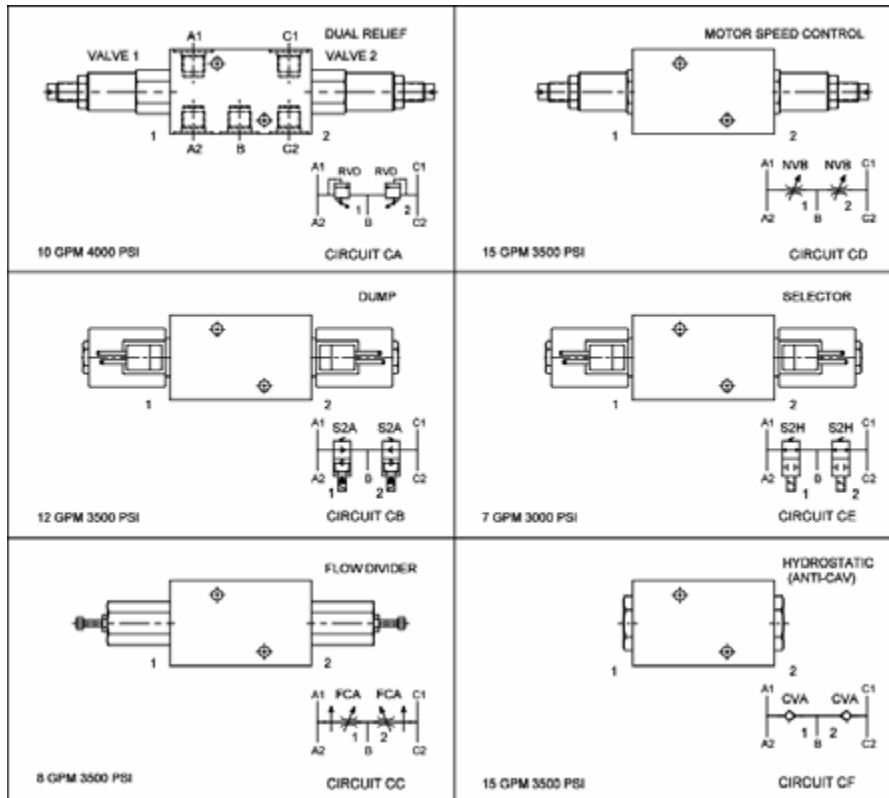 A1 C1 DUAL RELIEF
VALVE 1 VALVE 2
1 2
A2 B C2
A1 RVD RVD C1
1 2
A2 B C2
10 GPM 4000 PSI CIRCUIT CA
MOTOR SPEED CONTROL
1 2
A1 NVB NVB C1
1 2
A2 B C2
15 GPM 3500 PSI CIRCUIT CD
DUMP
1 2
A1 S2A S2A C1
A2 B C2
1 2
12 GPM 3500 PSI CIRCUIT CB
SELECTOR
1 2
A1 S2H S2H C1
A2 B C2
1 2
7 GPM 3000 PSI CIRCUIT CE
FLOW DIVIDER
1 2
A1 FCA FCA C1
1 2
A2 B C2
8 GPM 3500 PSI CIRCUIT CC
HYDROSTATIC
(ANTI-CAV)
1 2
A1 CVA CVA C1
1 2
A2 B C2
15 GPM 3500 PSI CIRCUIT CF